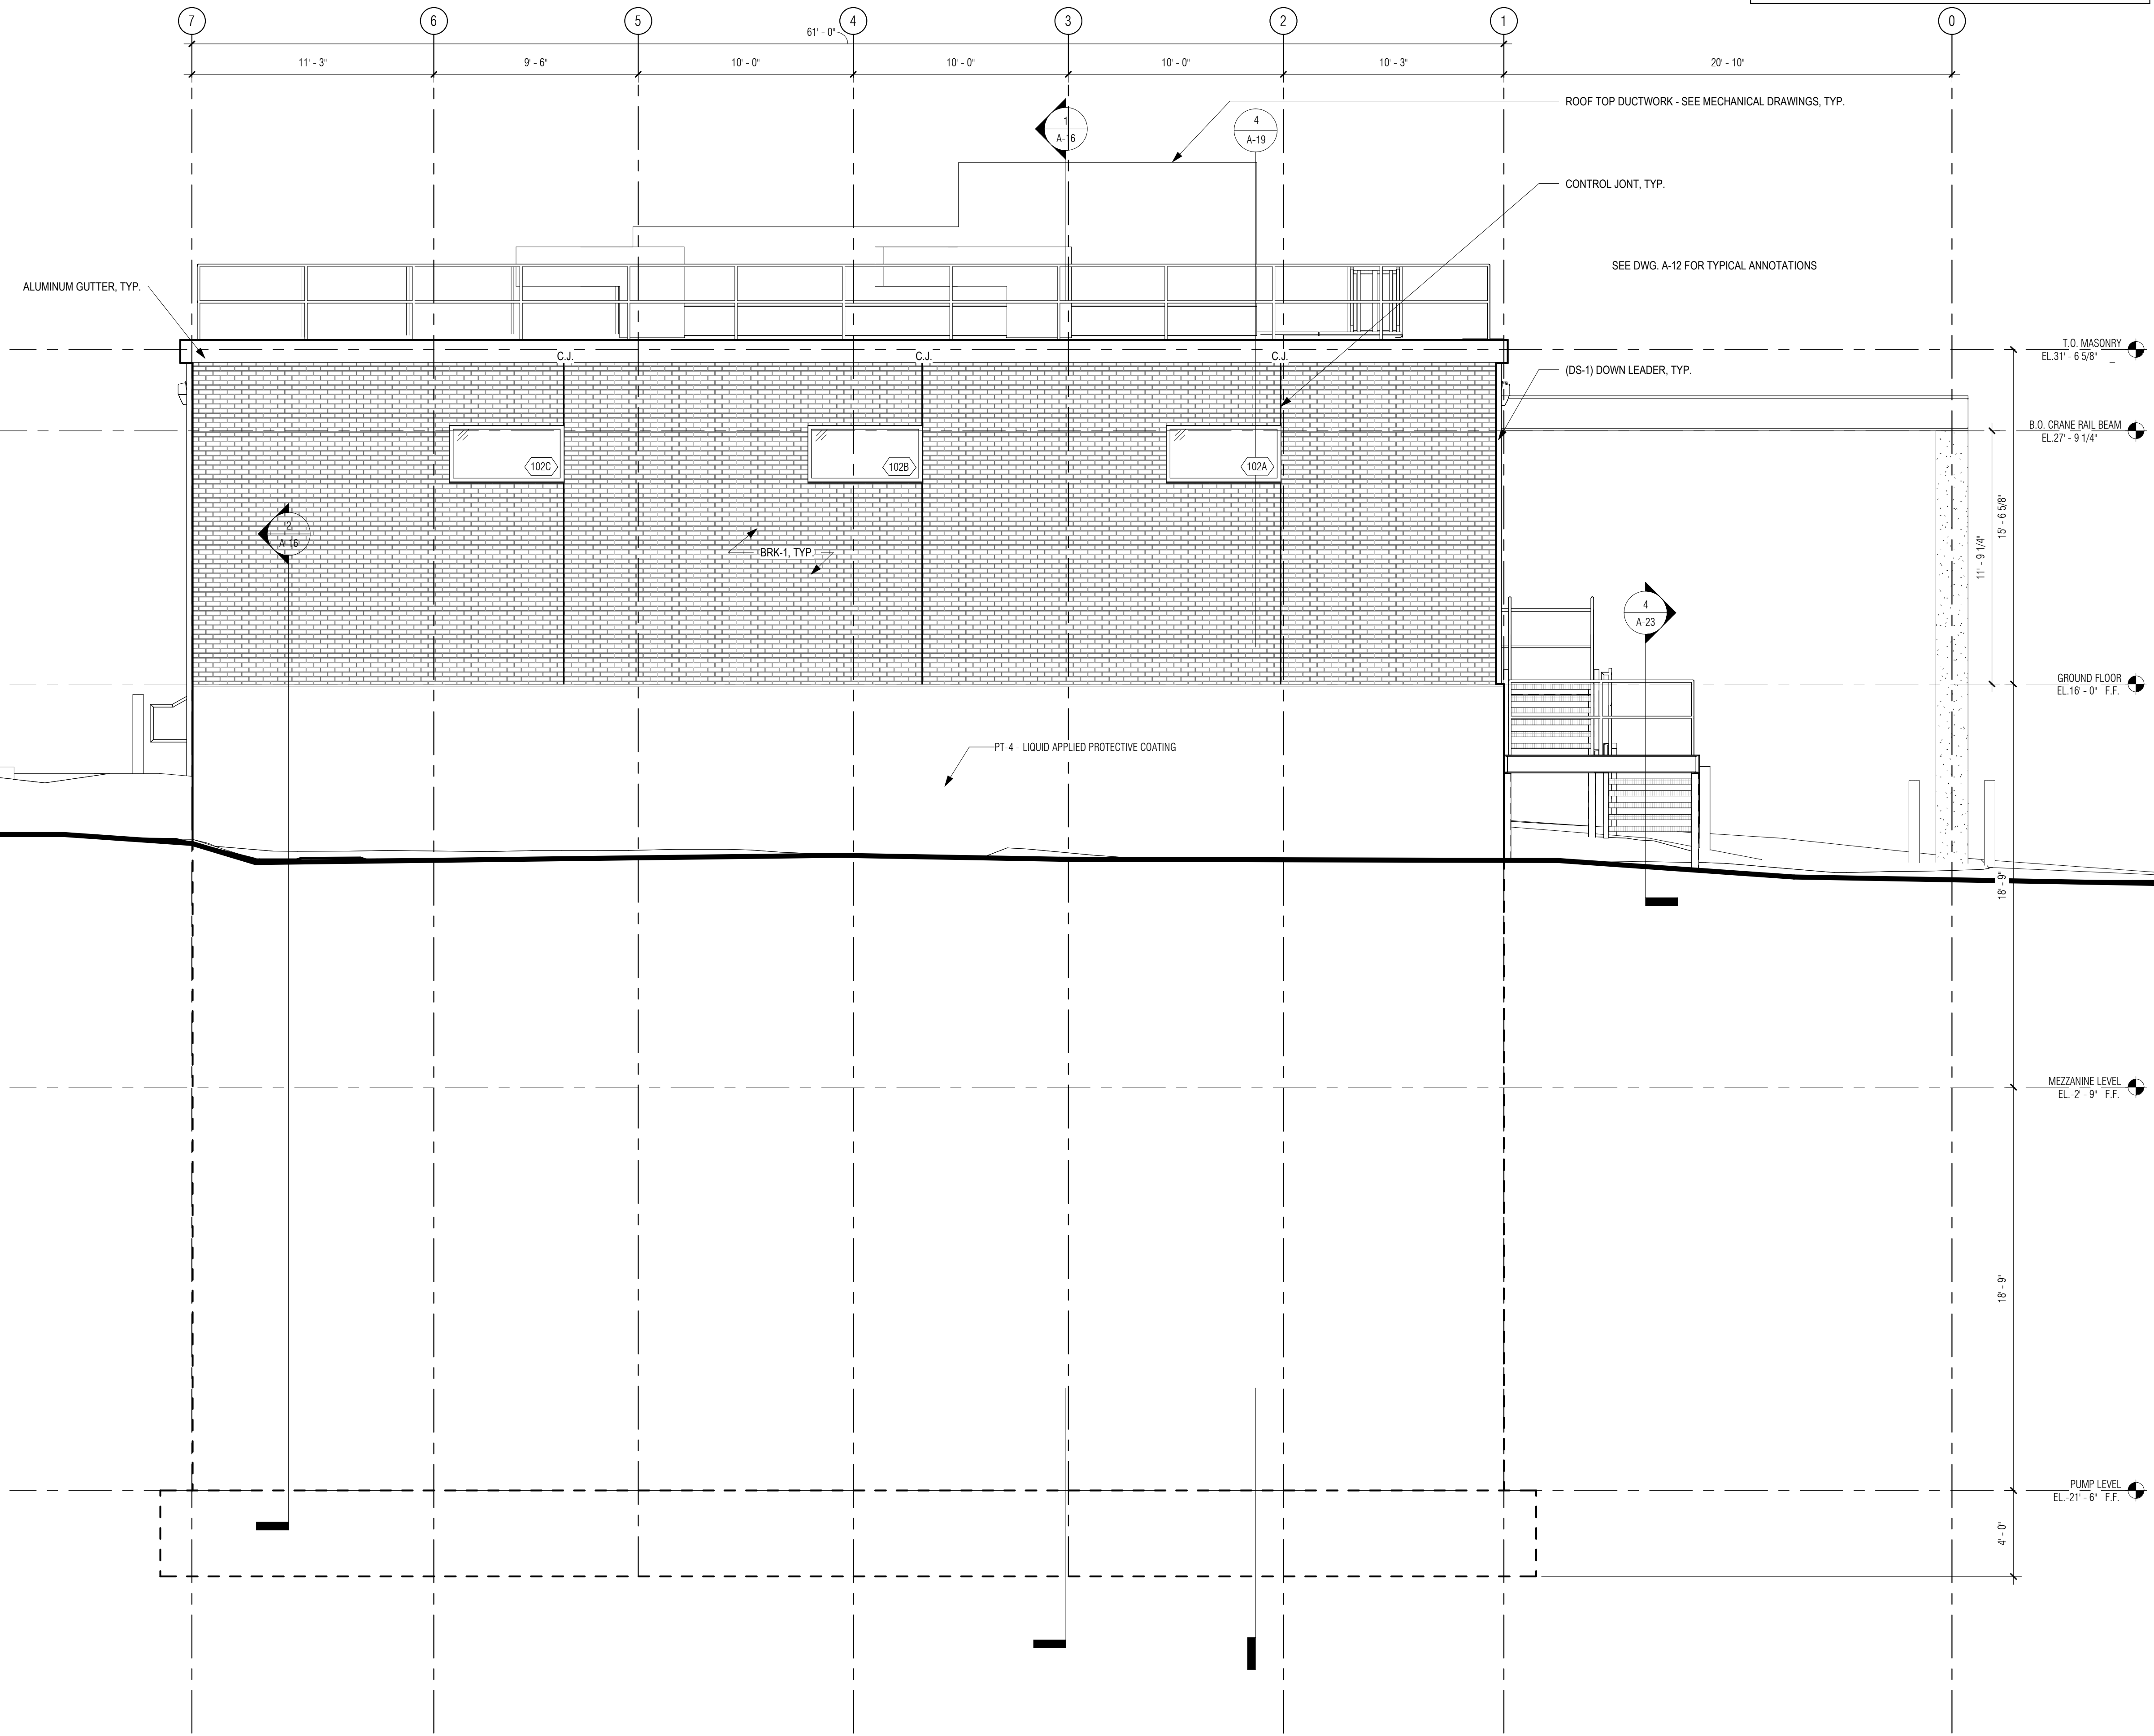 7
6
5
4
3
2
1
0
61' - 0"
11' - 3"
9' - 6"
10' - 0"
10' - 0"
10' - 0"
10' - 3"
20' - 10"
ROOF TOP DUCTWORK - SEE MECHANICAL DRAWINGS, TYP.
1
A-16
4
A-19
CONTROL JONT, TYP.
SEE DWG. A-12 FOR TYPICAL ANNOTATIONS
ALUMINUM GUTTER, TYP.
T.O. MASONRY
EL.31' - 6 5/8"
C.J.
C.J.
C.J.
(DS-1) DOWN LEADER, TYP.
B.O. CRANE RAIL BEAM
EL.27' - 9 1/4"
102C
102B
102A
2
A-16
BRK-1, TYP.
15' - 6 5/8"
11' - 9 1/4"
4
A-23
GROUND FLOOR
EL.16' - 0" F.F.
PT-4 - LIQUID APPLIED PROTECTIVE COATING
18' - 9"
MEZZANINE LEVEL
EL.-2' - 9" F.F.
18' - 9"
PUMP LEVEL
EL.-21' - 6" F.F.
4' - 0"